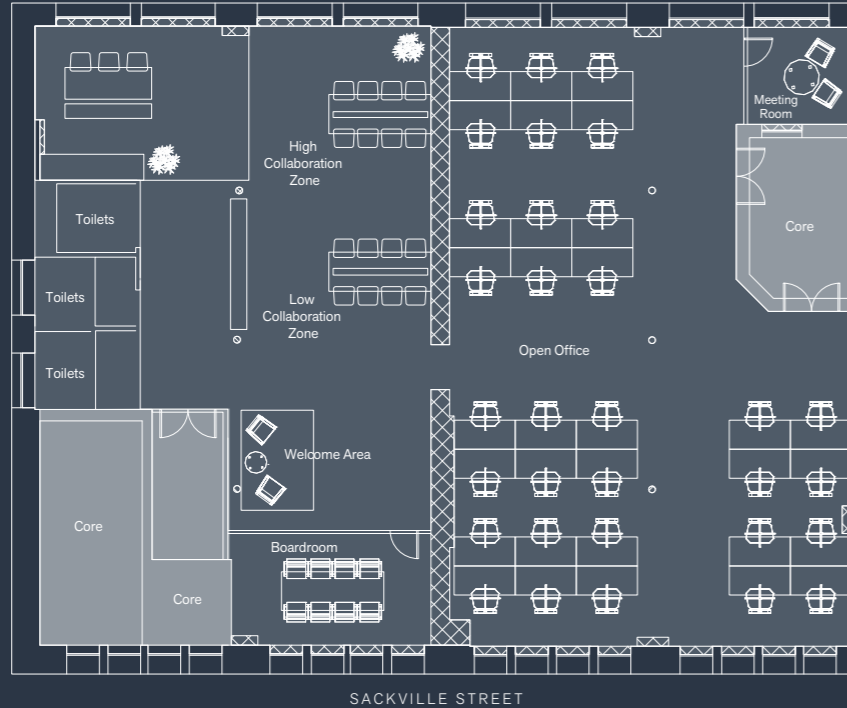 Meeting
Room
High
Collaboration
Zone
Toilets
Core
Toilets
Low
Collaboration
Zone
Open Office
Toilets
Welcome Area
Core
Boardroom
Core
SACKVILLE STREET